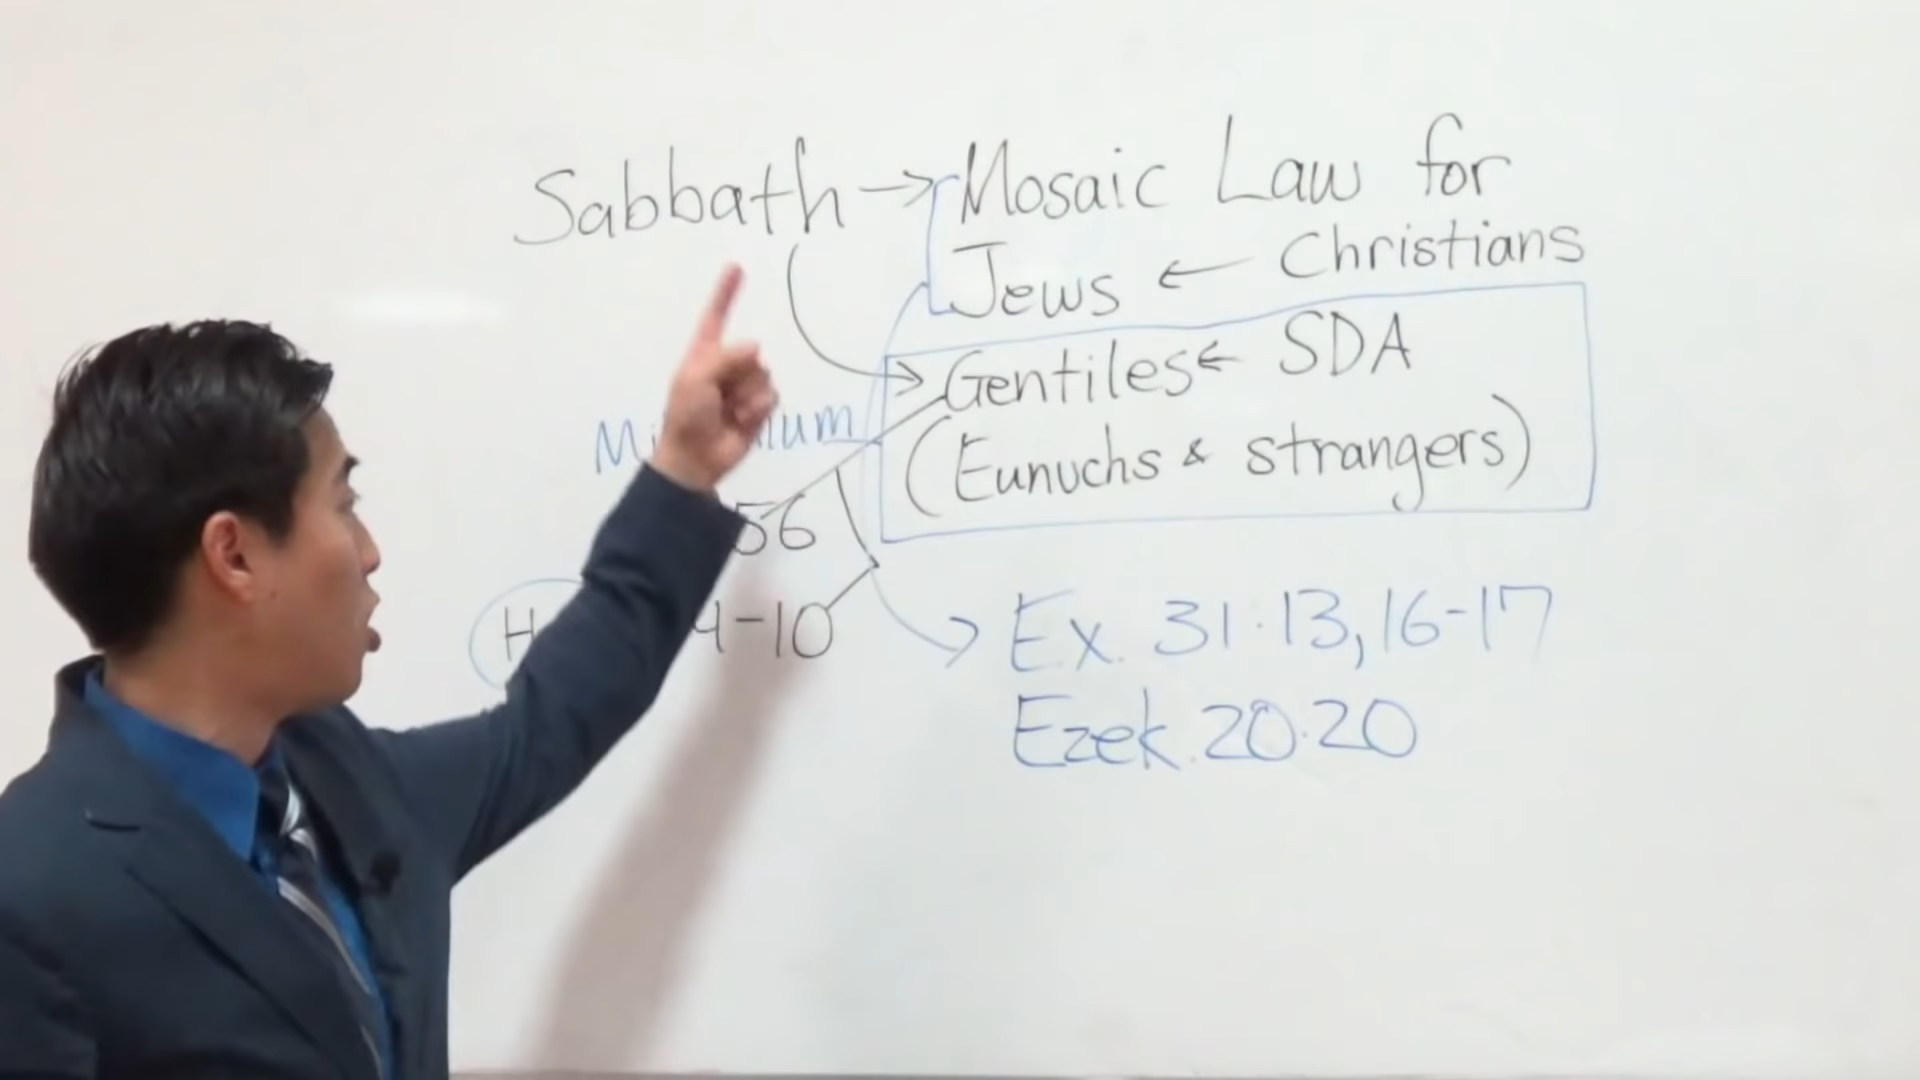 Sabbath → Mosaic Law for
Jews ← Christians
Gentiles ← SDA
(Eunuchs & strangers)
56
4-10
Ex. 31:13, 16-17
Ezek. 20:20